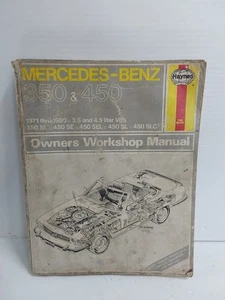 MERCEDES-BENZ
Haynes
350 & 450
1971 thru 1980 - 3.5 and 4.5 liter V8's
350 SL - 450 SE - 450 SEL - 450 SL - 450 SLC
Owners Workshop Manual